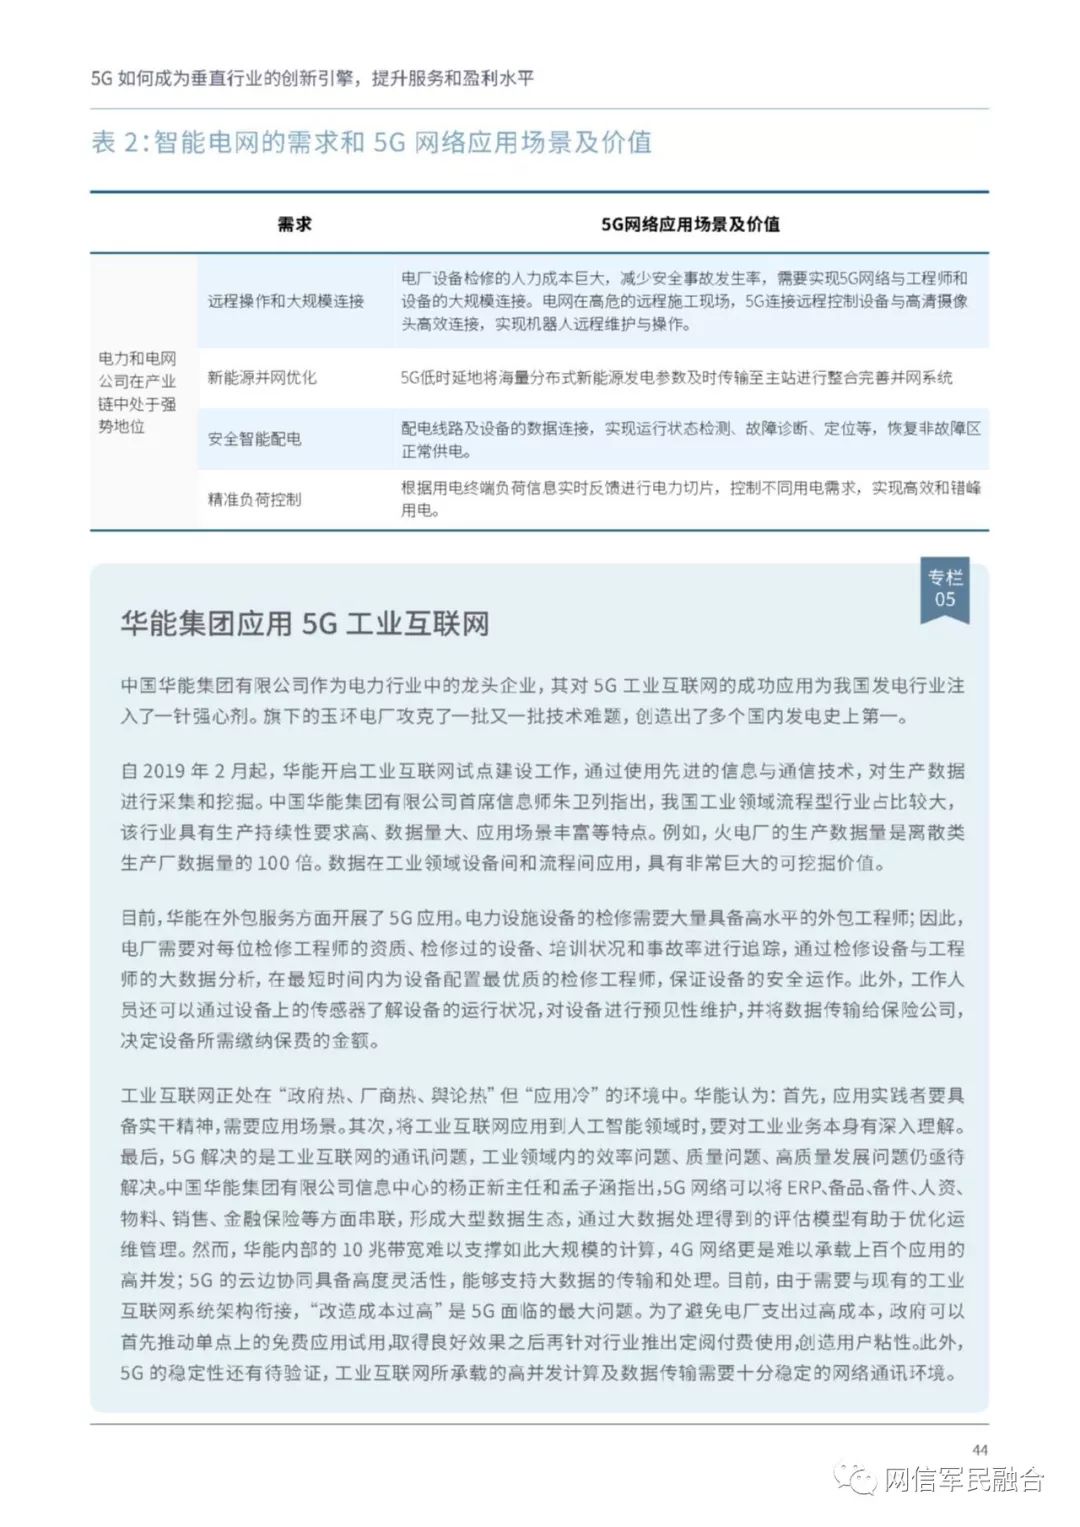 5G 如何成为垂直行业的创新引擎，提升服务和盈利水平
表 2：智能电网的需求和 5G 网络应用场景及价值
需求
5G网络应用场景及价值
电力和电网
公司在产业
链中处于强
势地位
远程操作和大规模连接
电厂设备检修的人力成本巨大，减少安全事故发生率，需要实现5G网络与工程师和
设备的大规模连接。电网在高危的远程施工现场，5G连接远程控制设备与高清摄像
头高效连接，实现机器人远程维护与操作。
新能源并网优化
5G低时延地将海量分布式新能源发电参数及时传输至主站进行整合完善并网系统
安全智能配电
配电线路及设备的数据连接，实现运行状态检测、故障诊断、定位等，恢复非故障区
正常供电。
精准负荷控制
根据用电终端负荷信息实时反馈进行电力切片，控制不同用电需求，实现高效和错峰
用电。
专栏
05
华能集团应用 5G 工业互联网
中国华能集团有限公司作为电力行业中的龙头企业，其对 5G 工业互联网的成功应用为我国发电行业注
入了一针强心剂。旗下的玉环电厂攻克了一批又一批技术难题，创造出了多个国内发电史上第一。
自 2019 年 2 月起，华能开启工业互联网试点建设工作，通过使用先进的信息与通信技术，对生产数据
进行采集和挖掘。中国华能集团有限公司首席信息师朱卫列指出，我国工业领域流程型行业占比较大，
该行业具有生产持续性要求高、数据量大、应用场景丰富等特点。例如，火电厂的生产数据量是离散类
生产厂数据量的 100 倍。数据在工业领域设备间和流程间应用，具有非常巨大的可挖掘价值。
目前，华能在外包服务方面开展了 5G 应用。电力设施设备的检修需要大量具备高水平的外包工程师；因此，
电厂需要对每位检修工程师的资质、检修过的设备、培训状况和事故率进行追踪，通过检修设备与工程
师的大数据分析，在最短时间内为设备配置最优质的检修工程师，保证设备的安全运作。此外，工作人
员还可以通过设备上的传感器了解设备的运行状况，对设备进行预见性维护，并将数据传输给保险公司，
决定设备所需缴纳保费的金额。
工业互联网正处在“政府热、厂商热、舆论热”但“应用冷”的环境中。华能认为：首先，应用实践者要具
备实干精神，需要应用场景。其次，将工业互联网应用到人工智能领域时，要对工业业务本身有深入理解。
最后，5G 解决的是工业互联网的通讯问题，工业领域内的效率问题、质量问题、高质量发展问题仍亟待
解决。中国华能集团有限公司信息中心的杨正新主任和孟子涵指出，5G 网络可以将 ERP、备品、备件、人资、
物料、销售、金融保险等方面串联，形成大型数据生态，通过大数据处理得到的评估模型有助于优化运
维管理。然而，华能内部的 10 兆带宽难以支撑如此大规模的计算，4G 网络更是难以承载上百个应用的
高并发；5G 的云边协同具备高度灵活性，能够支持大数据的传输和处理。目前，由于需要与现有的工业
互联网系统架构衔接，“改造成本过高”是 5G 面临的最大问题。为了避免电厂支出过高成本，政府可以
首先推动单点上的免费应用试用，取得良好效果之后再针对行业推出定阅付费使用，创造用户粘性。此外，
5G 的稳定性还有待验证，工业互联网所承载的高并发计算及数据传输需要十分稳定的网络通讯环境。
44
网信军民融合